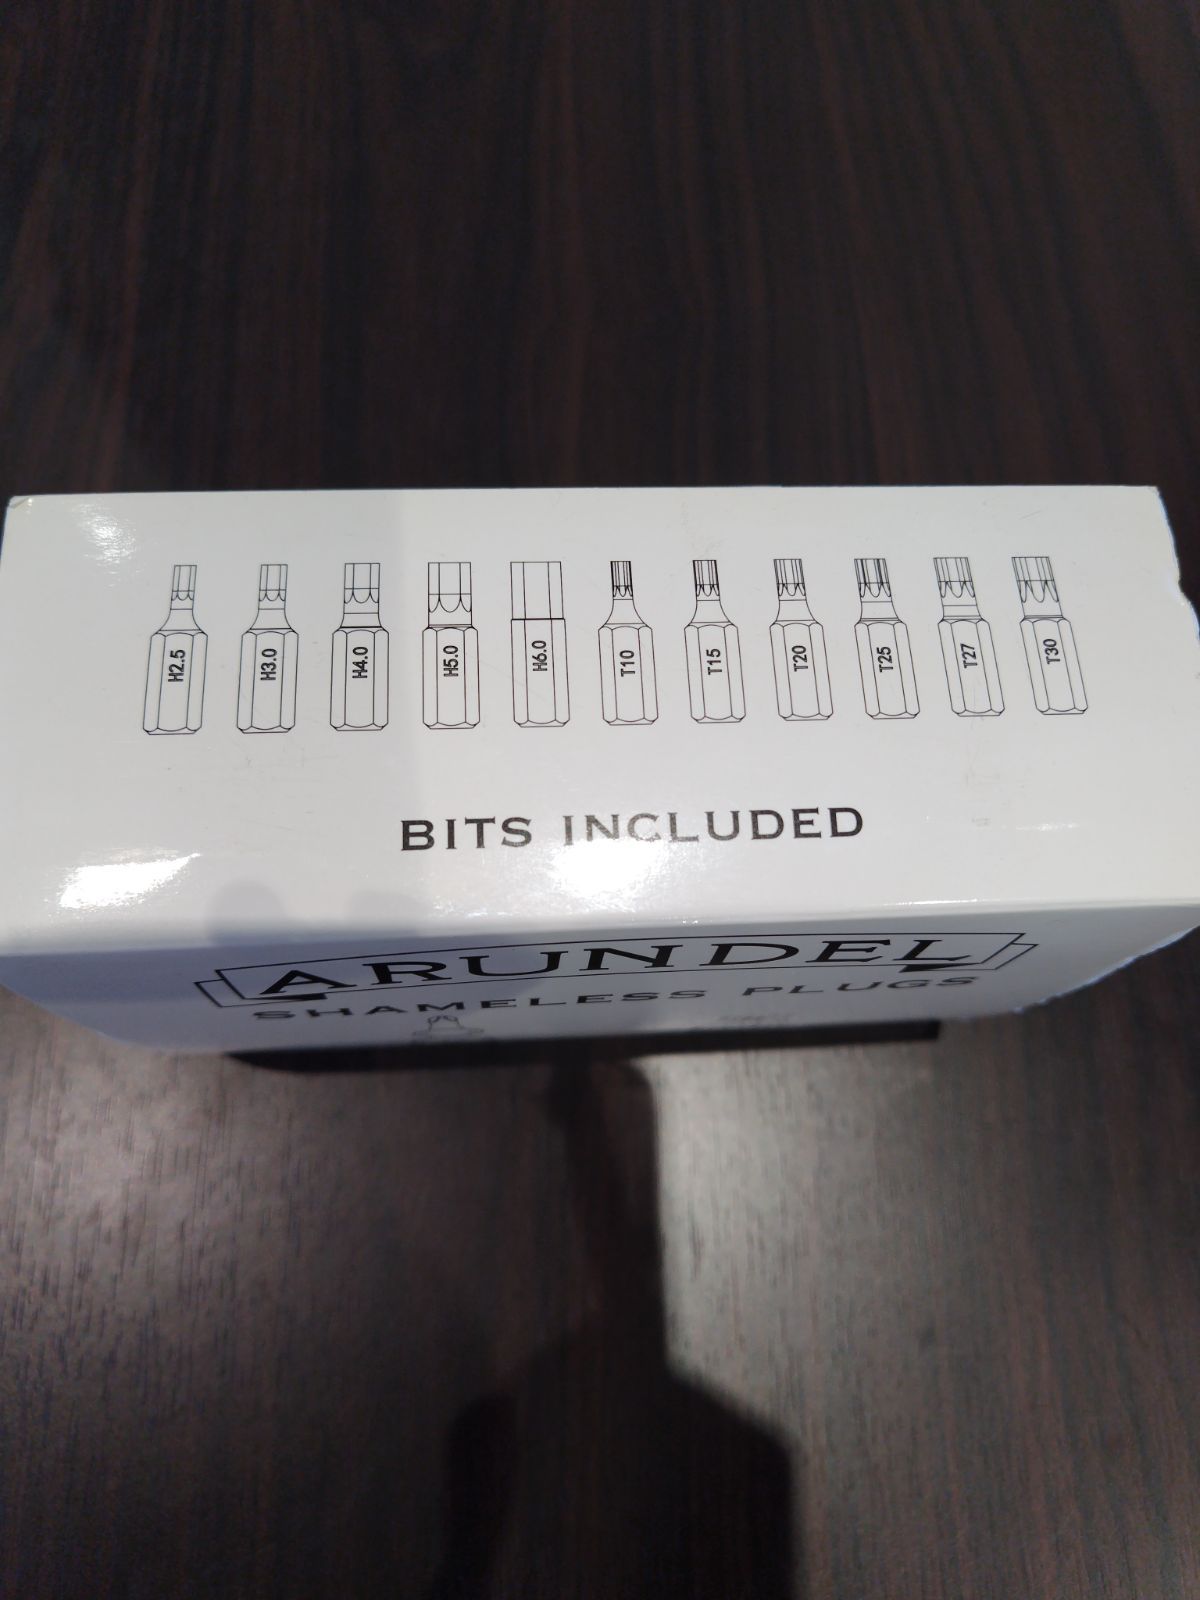 H2.5 H3.0 H4.0 H5.0 H6.0 T10 T15 T20 T25 T27 T30
BITS INCLUDED
ARUNDEL
SHAMELESS PLUGS